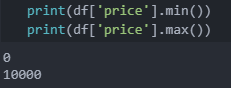 print(df['price'].min())
print(df['price'].max())
0
10000